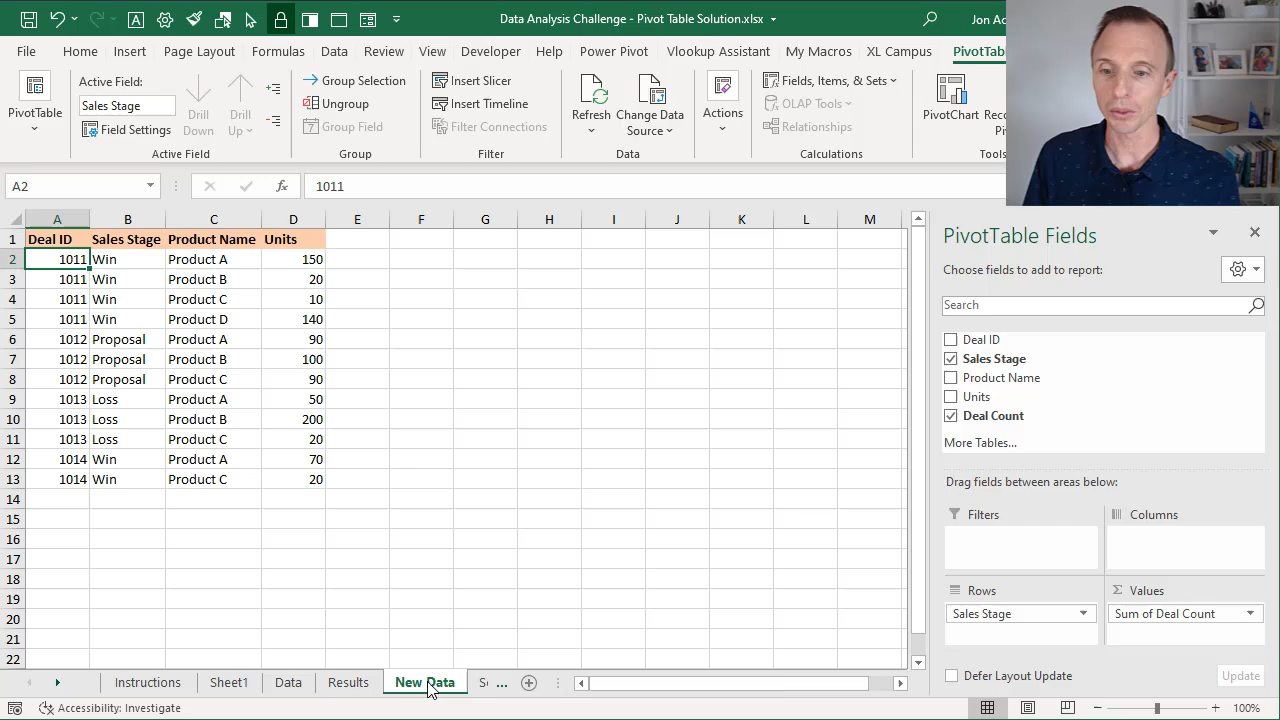 Data Analysis Challenge - Pivot Table Solution.xlsx
File Home Insert Page Layout Formulas Data Review View Developer Help Power Pivot Vlookup Assistant My Macros XL Campus
PivotTable
Active Field:
Sales Stage
Field Settings
Drill Down
Drill Up
Active Field
Group Selection
Ungroup
Group Field
Group
Insert Slicer
Insert Timeline
Filter Connections
Filter
Refresh
Change Data Source
Data
Actions
Fields, Items, & Sets
OLAP Tools
Relationships
Calculations
PivotChart
Tools
A2
1011
A B C D E F G H I J K L M
1 Deal ID Sales Stage Product Name Units
2 1011 Win Product A 150
3 1011 Win Product B 20
4 1011 Win Product C 10
5 1011 Win Product D 140
6 1012 Proposal Product A 90
7 1012 Proposal Product B 100
8 1012 Proposal Product C 90
9 1013 Loss Product A 50
10 1013 Loss Product B 200
11 1013 Loss Product C 20
12 1014 Win Product A 70
13 1014 Win Product C 20
14
15
16
17
18
19
20
21
22
PivotTable Fields
Choose fields to add to report:
Search
Deal ID
Sales Stage
Product Name
Units
Deal Count
More Tables...
Drag fields between areas below:
Filters
Columns
Rows
Values
Sales Stage
Sum of Deal Count
Defer Layout Update
Update
Instructions Sheet1 Data Results New Data
Accessibility: Investigate
100%